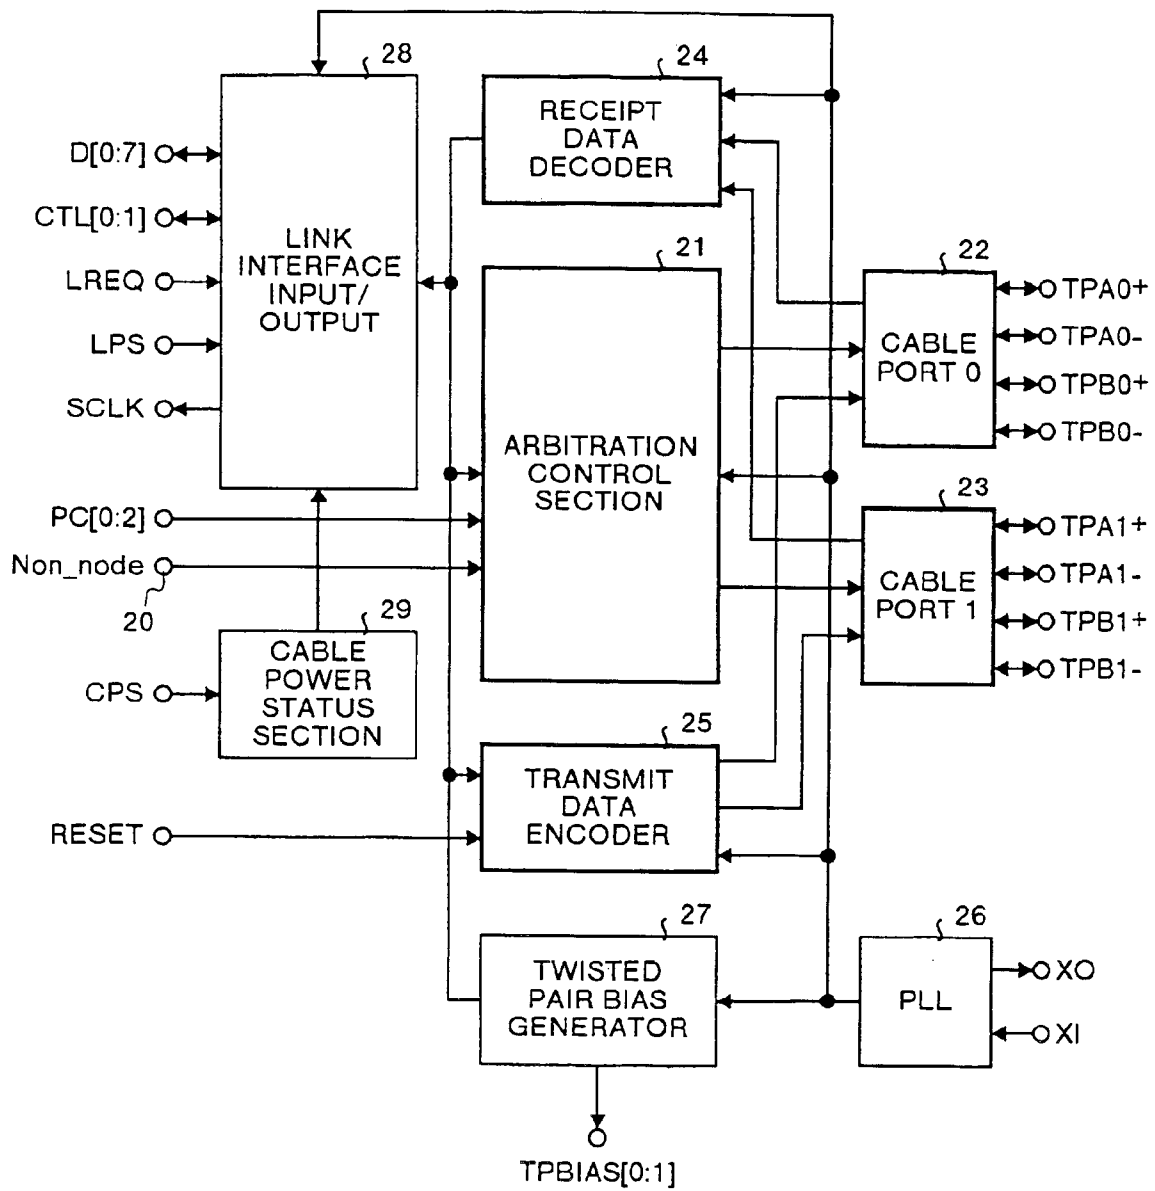 28
24
RECEIPT
DATA
DECODER
D[0:7]
CTL[0:1]
LREQ
LPS
SCLK
LINK
INTERFACE
INPUT/
OUTPUT
21
ARBITRATION
CONTROL
SECTION
22
CABLE
PORT 0
TPA0+
TPA0-
TPB0+
TPB0-
23
CABLE
PORT 1
TPA1+
TPA1-
TPB1+
TPB1-
PC[0:2]
Non_node
20
29
CABLE
POWER
STATUS
SECTION
CPS
25
TRANSMIT
DATA
ENCODER
RESET
27
TWISTED
PAIR BIAS
GENERATOR
26
PLL
XO
XI
TPBIAS[0:1]